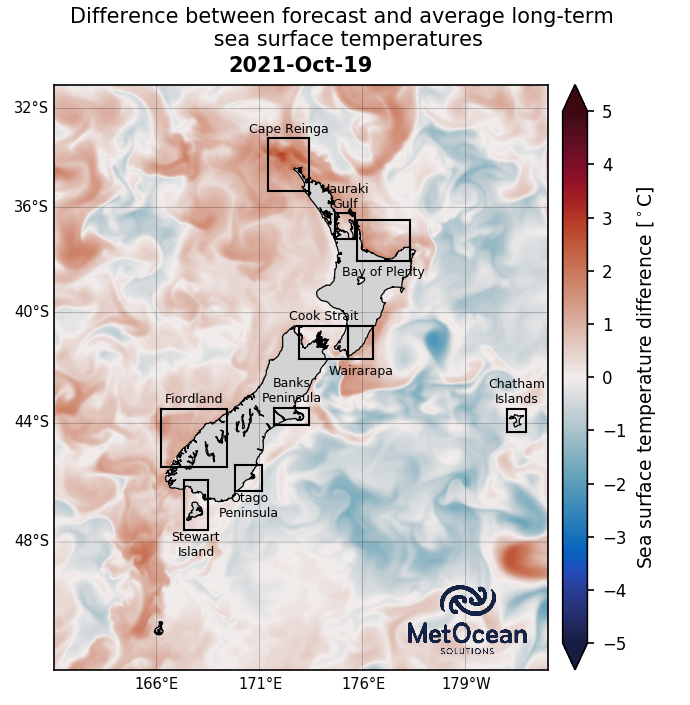 Difference between forecast and average long-term
sea surface temperatures
2021-Oct-19
32°S
36°S
40°S
44°S
48°S
Cape Reinga
Hauraki
Gulf
Bay of Plenty
Cook Strait
Wairarapa
Banks
Peninsula
Fiordland
Chatham
Islands
Otago
Peninsula
Stewart
Island
MetOcean
SOLUTIONS
166°E
171°E
176°E
179°W
5
4
3
2
1
0
−1
−2
−3
−4
−5
Sea surface temperature difference [°C]